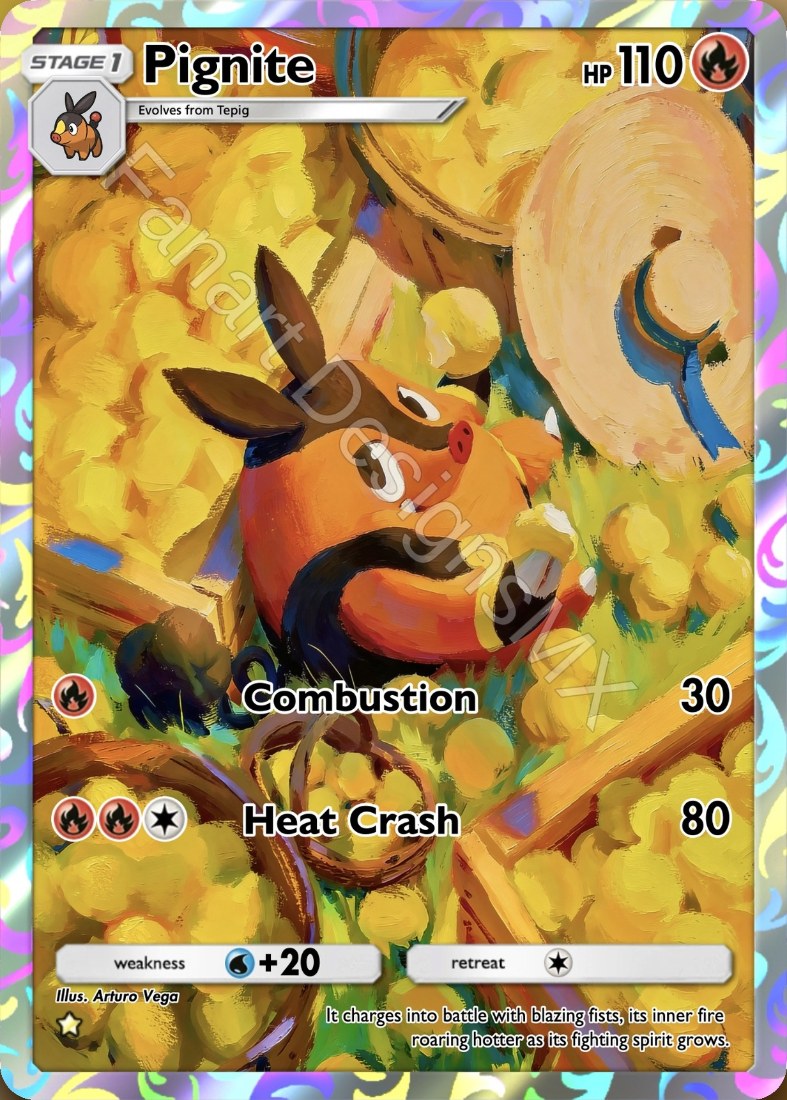 STAGE 1 Pignite HP 110
Evolves from Tepig
Fanart DesignsMX
Combustion 30
Heat Crash 80
weakness +20 retreat
Illus. Arturo Vega
It charges into battle with blazing fists, its inner fire
roaring hotter as its fighting spirit grows.